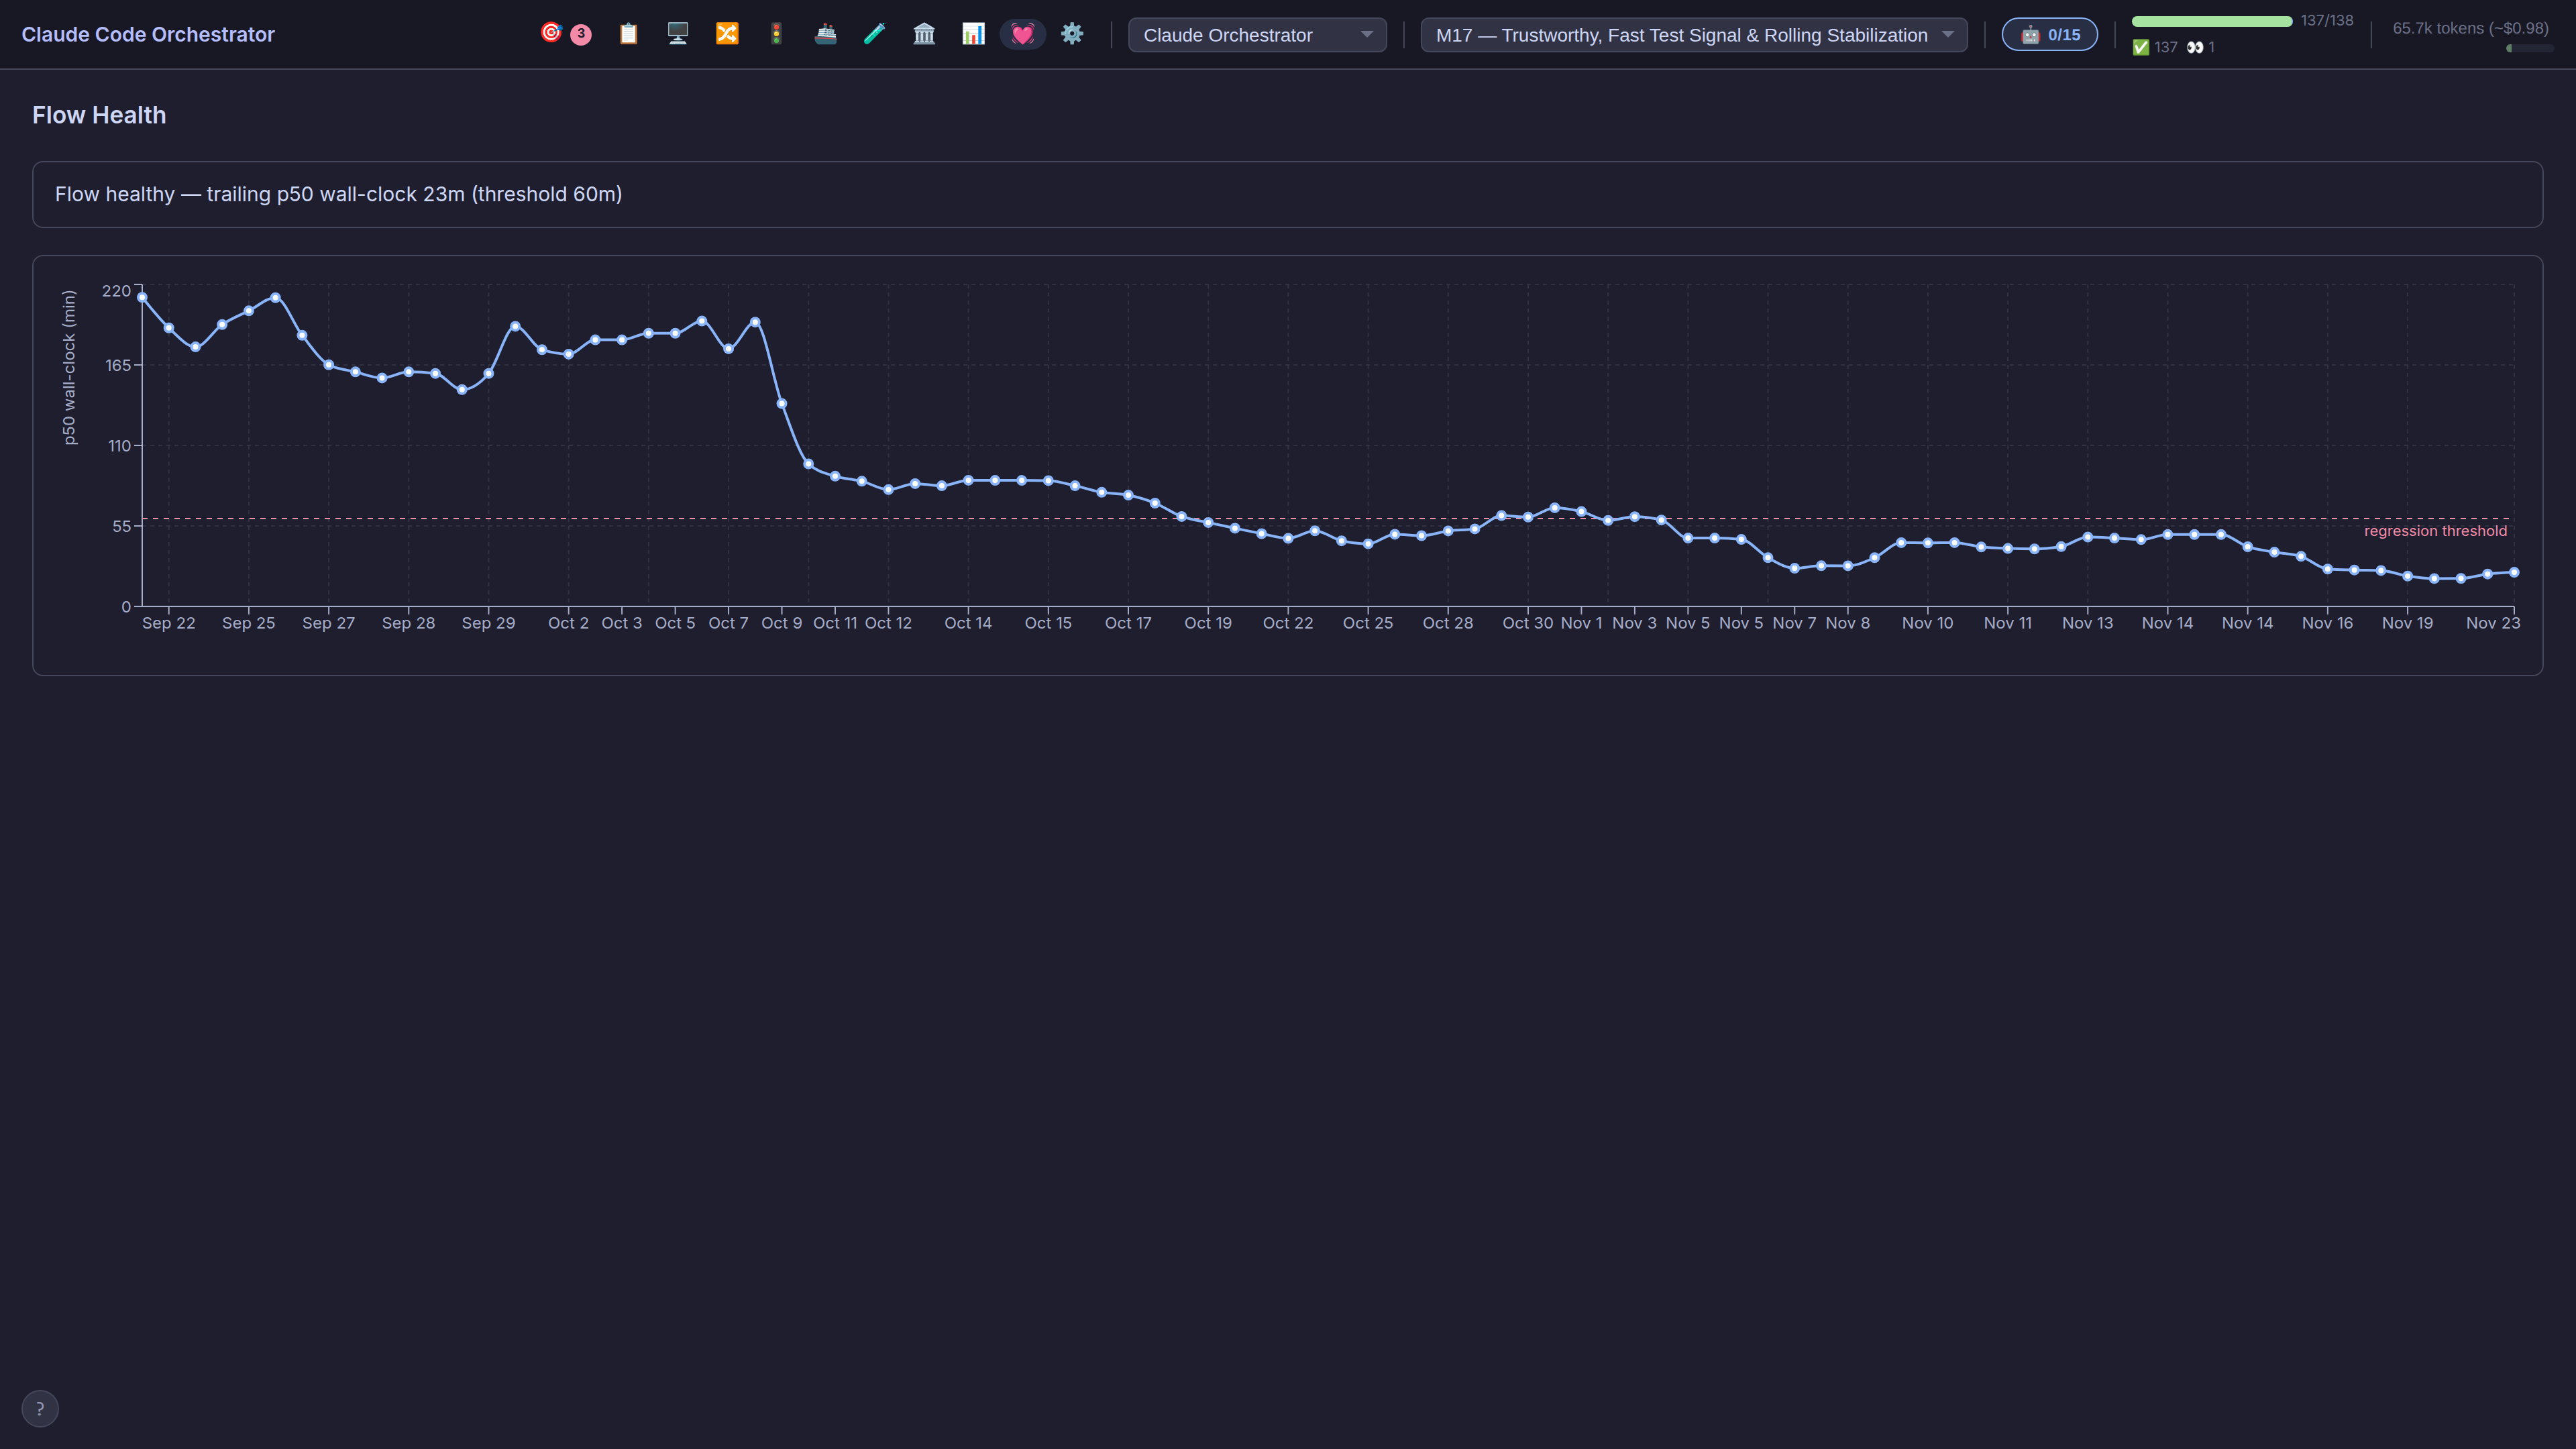 Claude Code Orchestrator
3
Claude Orchestrator
M17 — Trustworthy, Fast Test Signal & Rolling Stabilization
0/15
137/138
137 1
65.7k tokens (~$0.98)
Flow Health
Flow healthy — trailing p50 wall-clock 23m (threshold 60m)
p50 wall-clock (min)
220
165
110
55
0
regression threshold
Sep 22 Sep 25 Sep 27 Sep 28 Sep 29 Oct 2 Oct 3 Oct 5 Oct 7 Oct 9 Oct 11 Oct 12 Oct 14 Oct 15 Oct 17 Oct 19 Oct 22 Oct 25 Oct 28 Oct 30 Nov 1 Nov 3 Nov 5 Nov 5 Nov 7 Nov 8 Nov 10 Nov 11 Nov 13 Nov 14 Nov 14 Nov 16 Nov 19 Nov 23
?